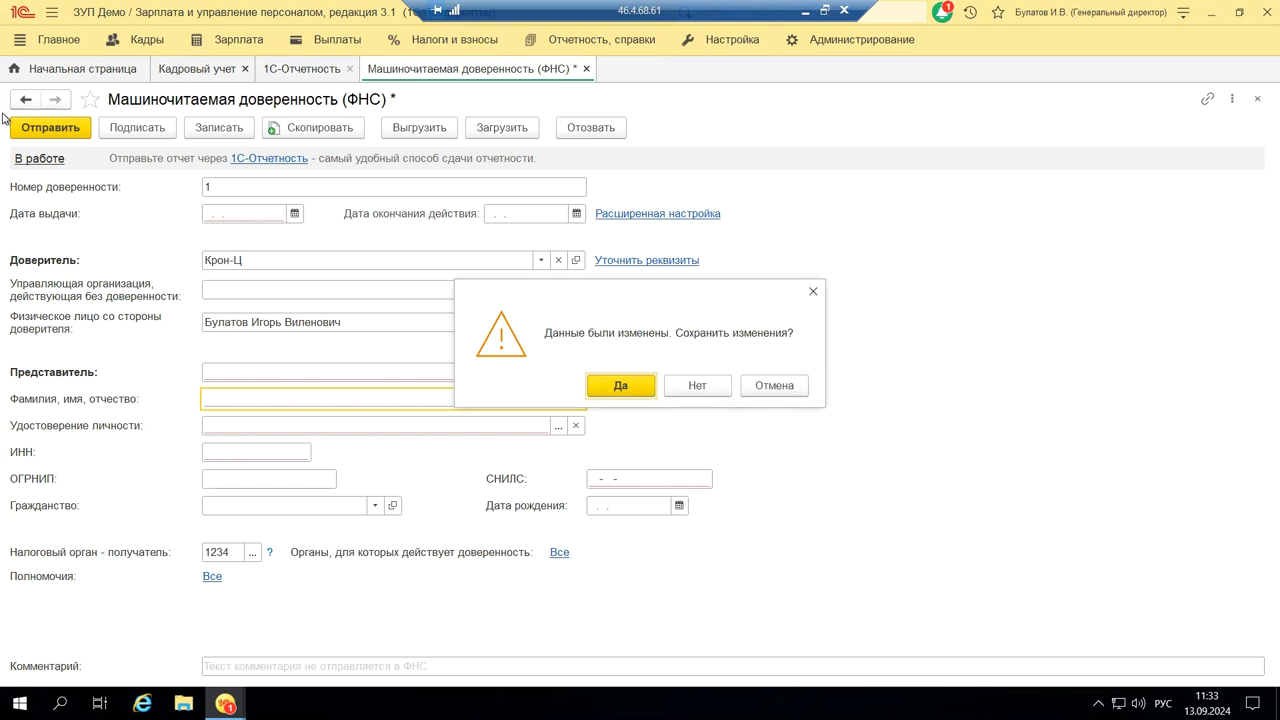 ЗУП Демо / Зарплата и управление персоналом, редакция 3.1 (1С:
46.4.68.61
1
Булатов И.В. (Генеральный директор)
Главное
Кадры
Зарплата
Выплаты
Налоги и взносы
Отчетность, справки
Настройка
Администрирование
Начальная страница
Кадровый учет
1С-Отчетность
Машиночитаемая доверенность (ФНС) *
Машиночитаемая доверенность (ФНС) *
Отправить
Подписать
Записать
Скопировать
Выгрузить
Загрузить
Отозвать
В работе
Отправьте отчет через 1С-Отчетность - самый удобный способ сдачи отчетности.
Номер доверенности:
1
Дата выдачи:
. .
Дата окончания действия:
. .
Расширенная настройка
Доверитель:
Крон-Ц
Уточнить реквизиты
Управляющая организация,
действующая без доверенности:
Физическое лицо со стороны
доверителя:
Булатов Игорь Виленович
Данные были изменены. Сохранить изменения?
Да
Нет
Отмена
Представитель:
Фамилия, имя, отчество:
Удостоверение личности:
...
ИНН:
ОГРНИП:
СНИЛС:
- -
Гражданство:
Дата рождения:
. .
Налоговый орган - получатель:
1234
...
?
Органы, для которых действует доверенность:
Все
Полномочия:
Все
Комментарий:
Текст комментария не отправляется в ФНС
1
РУС
11:33
13.09.2024